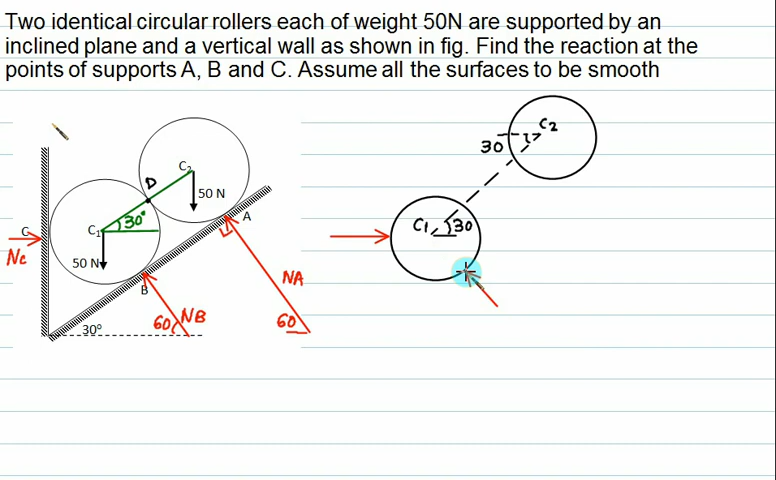 Two identical circular rollers each of weight 50N are supported by an
inclined plane and a vertical wall as shown in fig. Find the reaction at the
points of supports A, B and C. Assume all the surfaces to be smooth
C2
30
D
C2
50 N
A
C1
30°
C
Nc
50 N
C1
30
B
NA
60
NB
60
30°